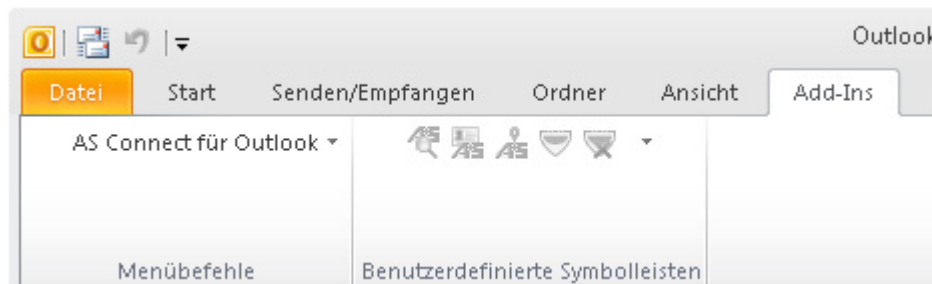 Outlook
Datei Start Senden/Empfangen Ordner Ansicht Add-Ins
AS Connect für Outlook
Menübefehle Benutzerdefinierte Symbolleisten